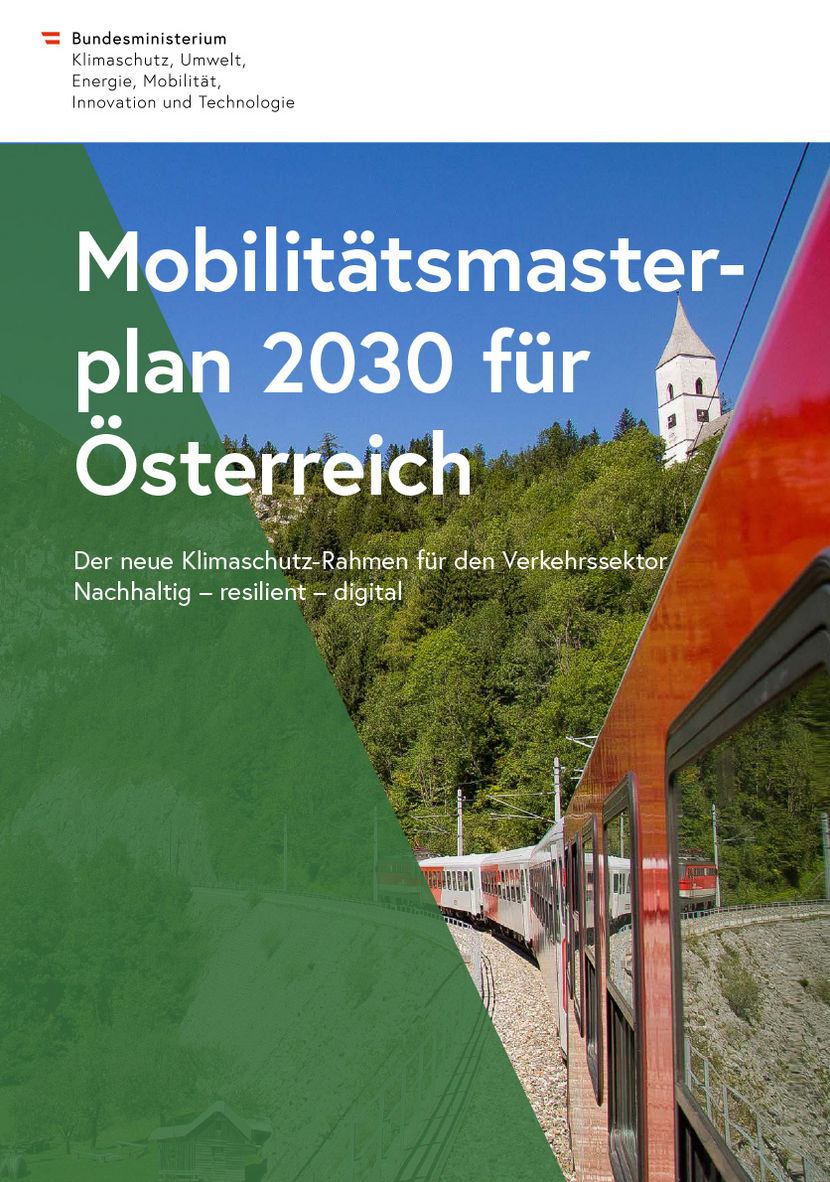 Bundesministerium
Klimaschutz, Umwelt,
Energie, Mobilität,
Innovation und Technologie
Mobilitätsmaster-
plan 2030 für
Österreich
Der neue Klimaschutz-Rahmen für den Verkehrssektor
Nachhaltig – resilient – digital